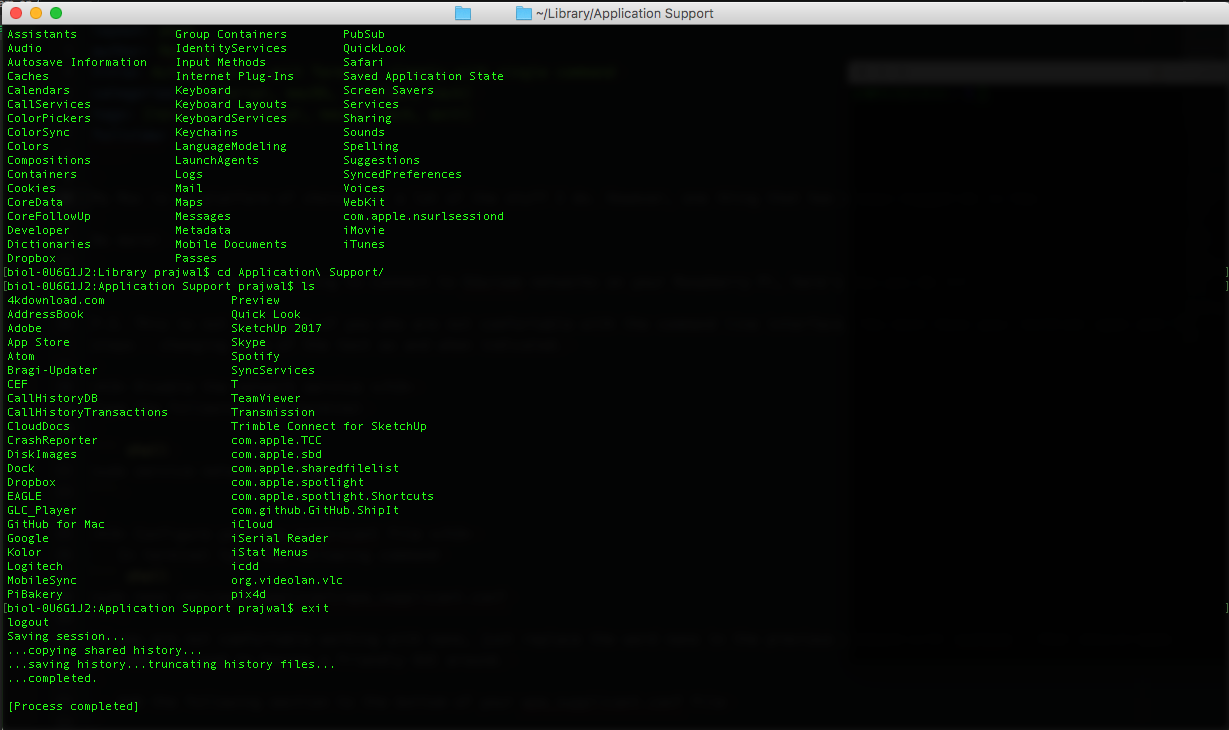 ~/Library/Application Support
Assistants Group Containers PubSub
Audio IdentityServices QuickLook
Autosave Information Input Methods Safari
Caches Internet Plug-Ins Saved Application State
Calendars Keyboard Screen Savers
CallServices Keyboard Layouts Services
ColorPickers KeyboardServices Sharing
ColorSync Keychains Sounds
Colors LanguageModeling Spelling
Compositions LaunchAgents Suggestions
Containers Logs SyncedPreferences
Cookies Mail Voices
CoreData Maps WebKit
CoreFollowUp Messages com.apple.nsurlsessiond
Developer Metadata iMovie
Dictionaries Mobile Documents iTunes
Dropbox Passes
[biol-0U6G1J2:Library prajwal$ cd Application\ Support/ ]
[biol-0U6G1J2:Application Support prajwal$ ls ]
4kdownload.com Preview
AddressBook Quick Look
Adobe SketchUp 2017
App Store Skype
Atom Spotify
Bragi-Updater SyncServices
CEF T
CallHistoryDB TeamViewer
CallHistoryTransactions Transmission
CloudDocs Trimble Connect for SketchUp
CrashReporter com.apple.TCC
DiskImages com.apple.sbd
Dock com.apple.sharedfilelist
Dropbox com.apple.spotlight
EAGLE com.apple.spotlight.Shortcuts
GLC_Player com.github.GitHub.ShipIt
GitHub for Mac iCloud
Google iSerial Reader
Kolor iStat Menus
Logitech icdd
MobileSync org.videolan.vlc
PiBakery pix4d
[biol-0U6G1J2:Application Support prajwal$ exit ]
logout
Saving session...
...copying shared history...
...saving history...truncating history files...
...completed.
[Process completed]